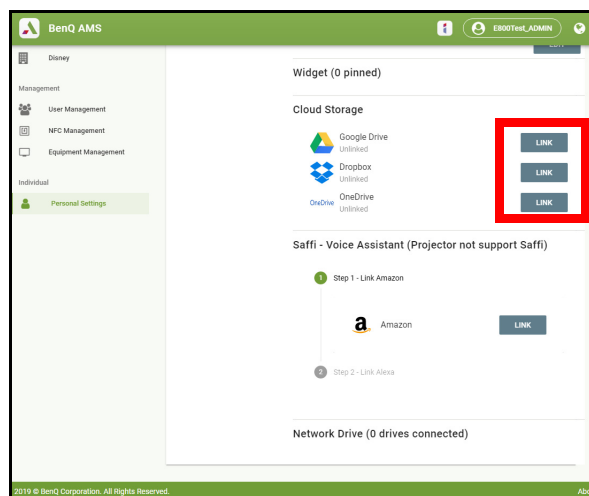 BenQ AMS
E800Test_ADMIN
Disney
Management
User Management
NFC Management
Equipment Management
Individual
Personal Settings
Widget (0 pinned)
Cloud Storage
Google Drive
Unlinked
LINK
Dropbox
Unlinked
LINK
OneDrive
OneDrive
Unlinked
LINK
Saffi - Voice Assistant (Projector not support Saffi)
1 Step 1 - Link Amazon
a Amazon
LINK
2 Step 2 - Link Alexa
Network Drive (0 drives connected)
2019 © BenQ Corporation. All Rights Reserved.